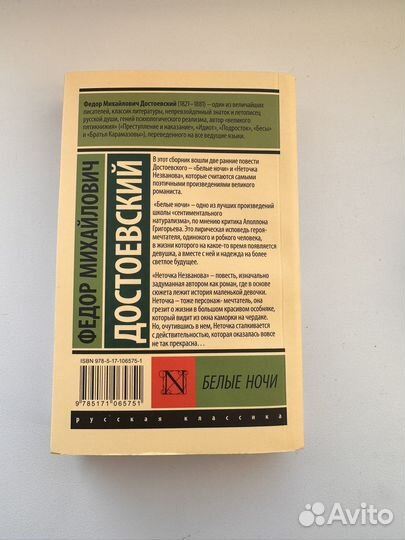 Федор Михайлович Достоевский (1821–1881) — один из величайших
писателей, классик литературы, непревзойденный знаток и летописец
русской души, гений психологического реализма, автор «великого
пятикнижия» («Преступление и наказание», «Идиот», «Подросток», «Бесы»
и «Братья Карамазовы»), переведенного на все ведущие языки.
ФЕДОР МИХАЙЛОВИЧ
ДОСТОЕВСКИЙ
В этот сборник вошли две ранние повести
Достоевского — «Белые ночи» и «Неточка
Незванова», которые считаются самыми
поэтичными произведениями великого
романиста.
«Белые ночи» — одно из лучших произведений
школы «сентиментального
натурализма», по мнению критика Аполлона
Григорьева. Это лирическая исповедь героя-
мечтателя, одинокого и робкого человека,
в жизни которого на какое-то время появляется
девушка, а вместе с ней и надежда на более
светлое будущее.
«Неточка Незванова» — повесть, изначально
задуманная автором как роман, где в основе
сюжета лежит история маленькой девочки.
Неточка — тоже персонаж- мечтатель, она
грезит о жизни в большом красивом особняке,
который видит из окна каморки на чердаке.
Но, очутившись в нем, Неточка сталкивается
с действительностью, которая оказалась вовсе
не так прекрасна…
ISBN 978-5-17-106575-1
9 785171 065751
N
БЕЛЫЕ НОЧИ
русская классика
Avito